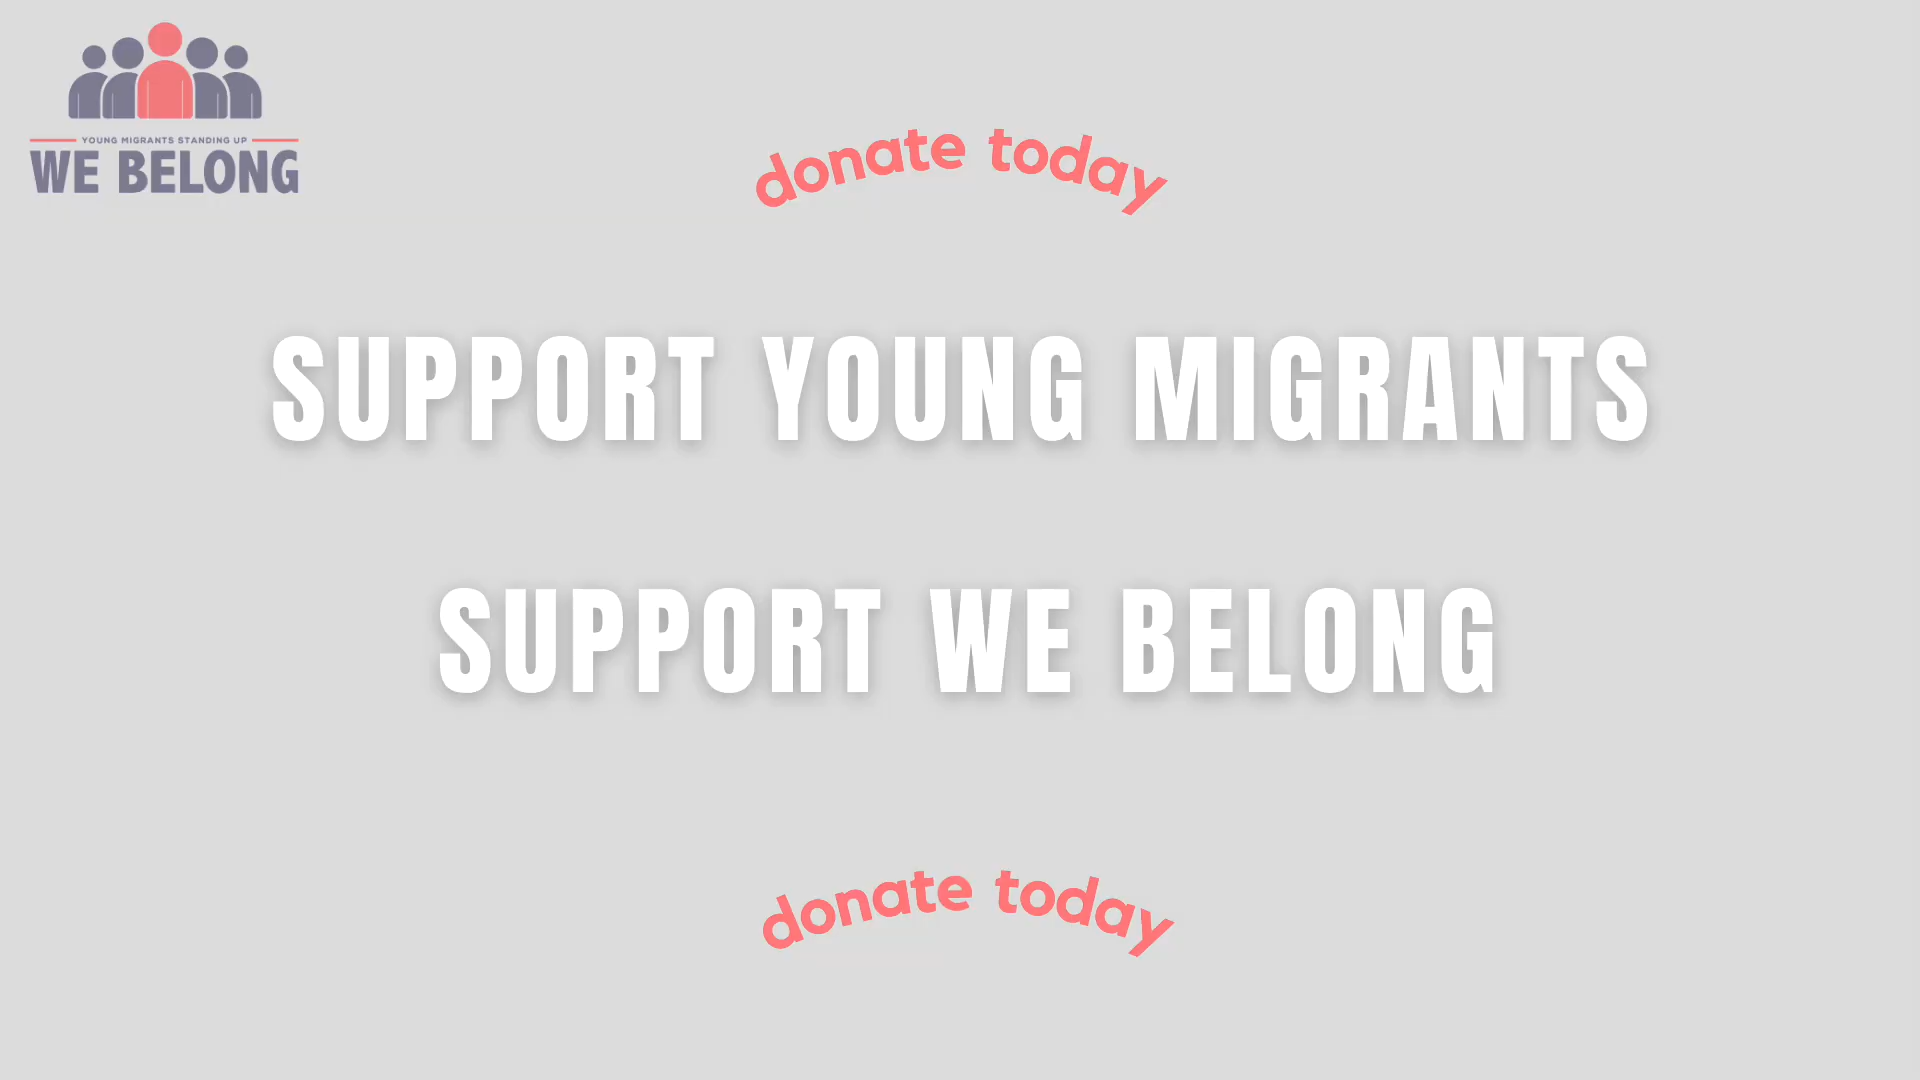 YOUNG MIGRANTS STANDING UP
WE BELONG
donate today
SUPPORT YOUNG MIGRANTS
SUPPORT WE BELONG
donate today